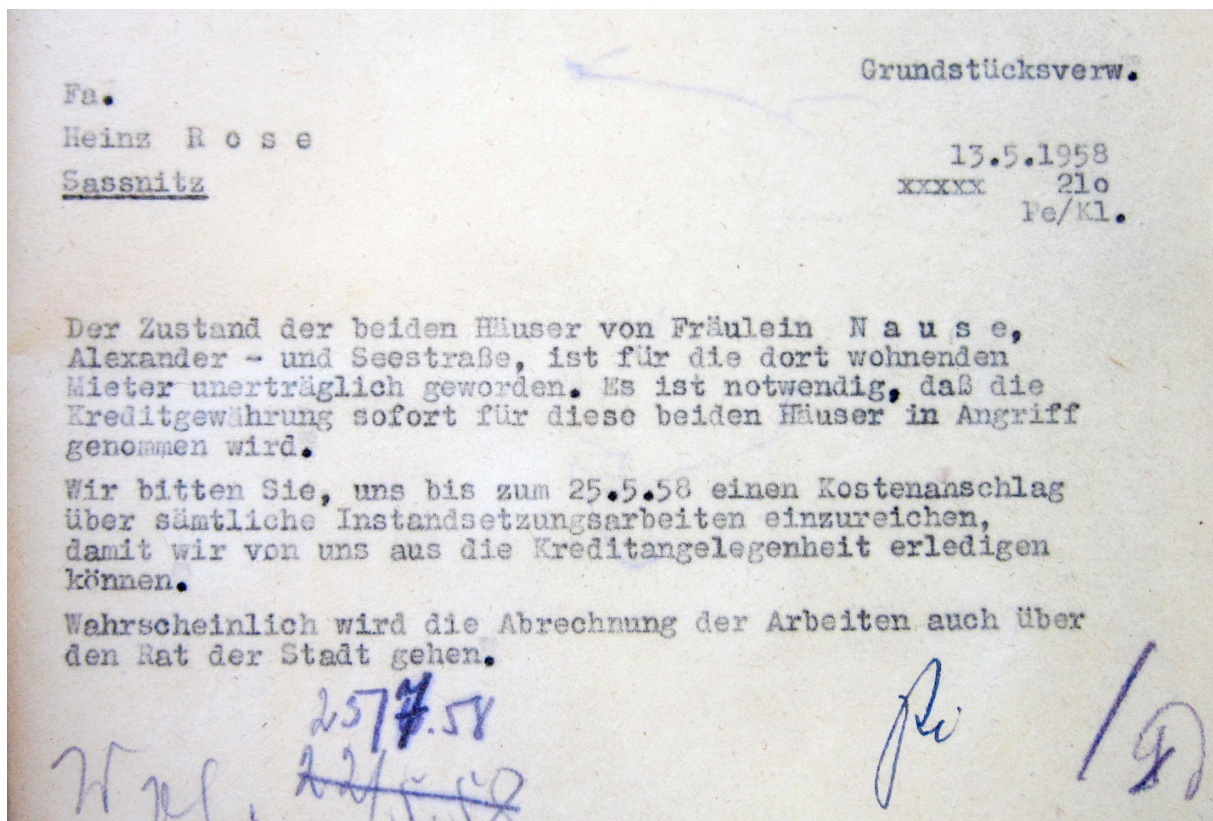 Grundstücksverw.
Fa.
Heinz R o s e
Sassnitz
13.5.1958
xxxxx 21o
Pe/Kl.
Der Zustand der beiden Häuser von Fräulein N a u s e,
Alexander - und Seestraße, ist für die dort wohnenden
Mieter unerträglich geworden. Es ist notwendig, daß die
Kreditgewährung sofort für diese beiden Häuser in Angriff
genommen wird.
Wir bitten Sie, uns bis zum 25.5.58 einen Kostenanschlag
über sämtliche Instandsetzungsarbeiten einzureichen,
damit wir von uns aus die Kreditangelegenheit erledigen
können.
Wahrscheinlich wird die Abrechnung der Arbeiten auch über
den Rat der Stadt gehen.
25/7.58
22/5.58